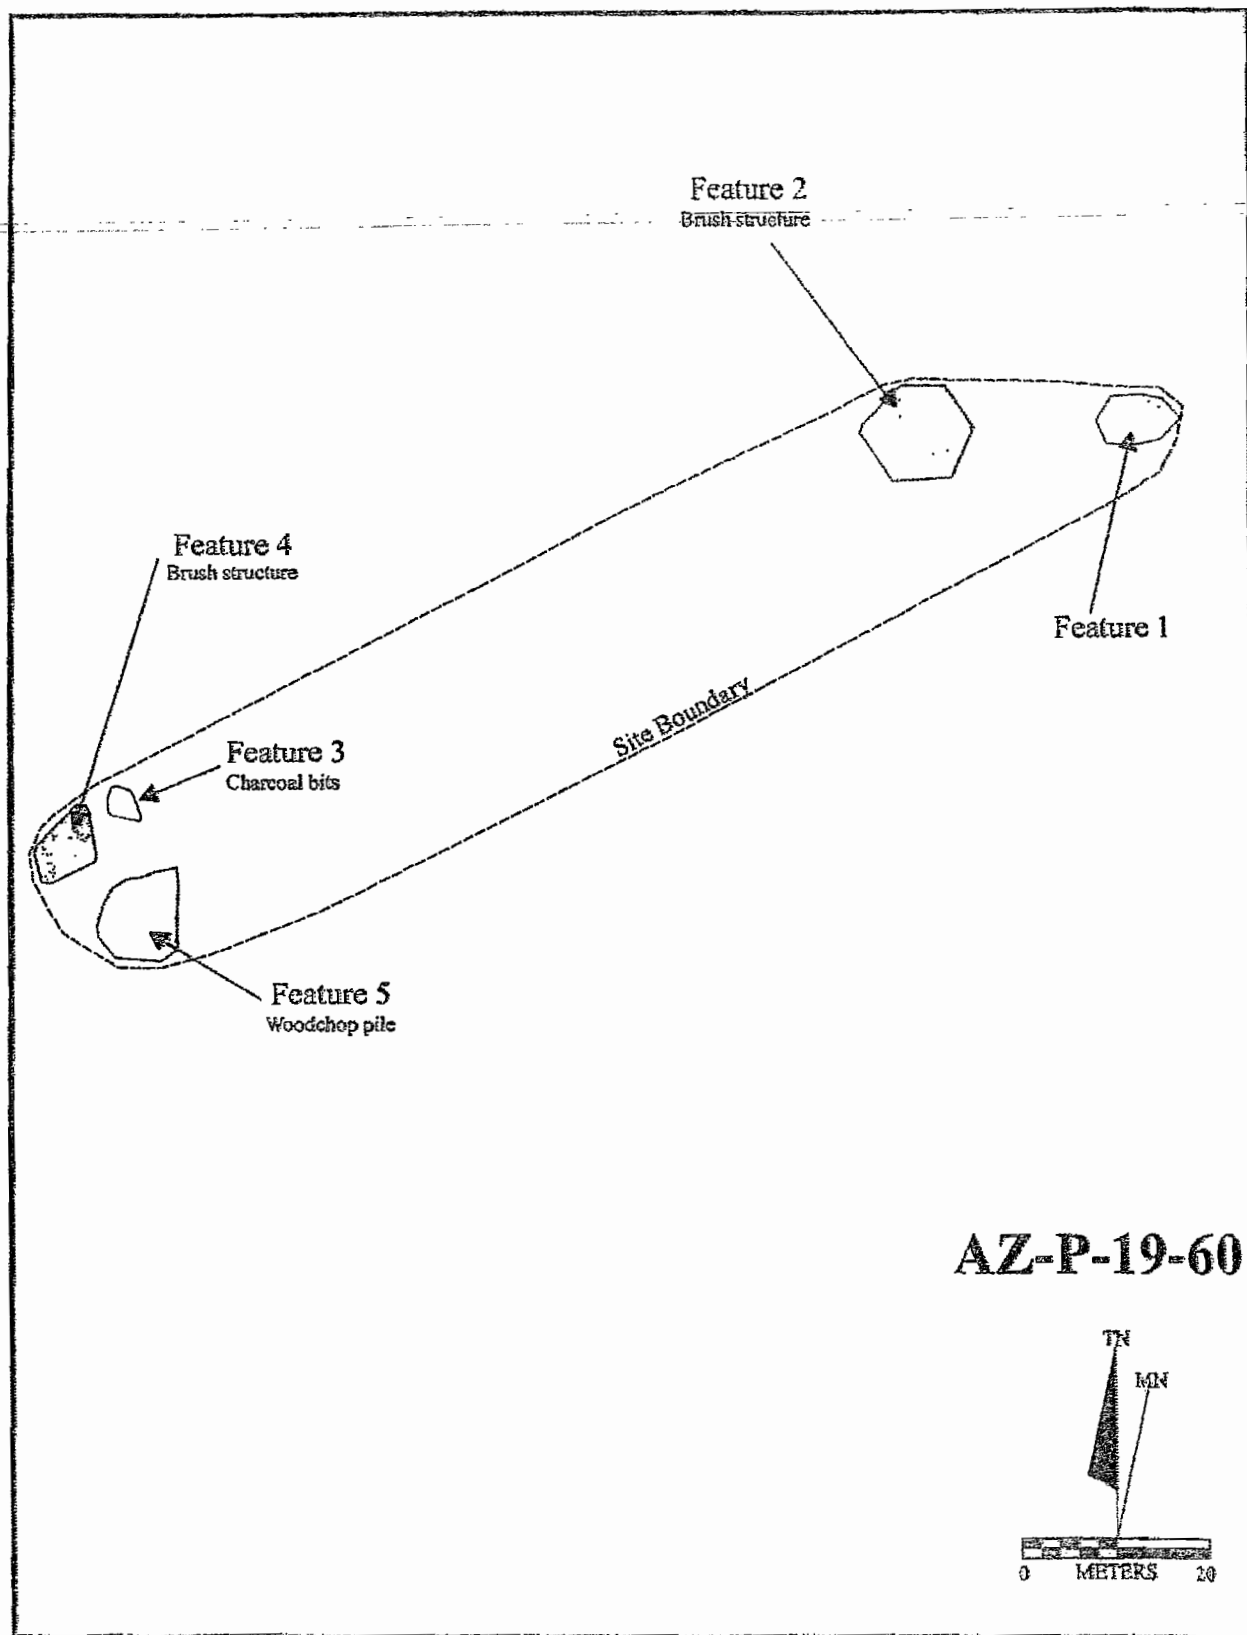 Feature 2
Brush structure
Feature 4
Brush structure
Feature 1
Site Boundary
Feature 3
Charcoal bits
Feature 5
Woodchop pile
AZ-P-19-60
TN
MN
0 METERS 20